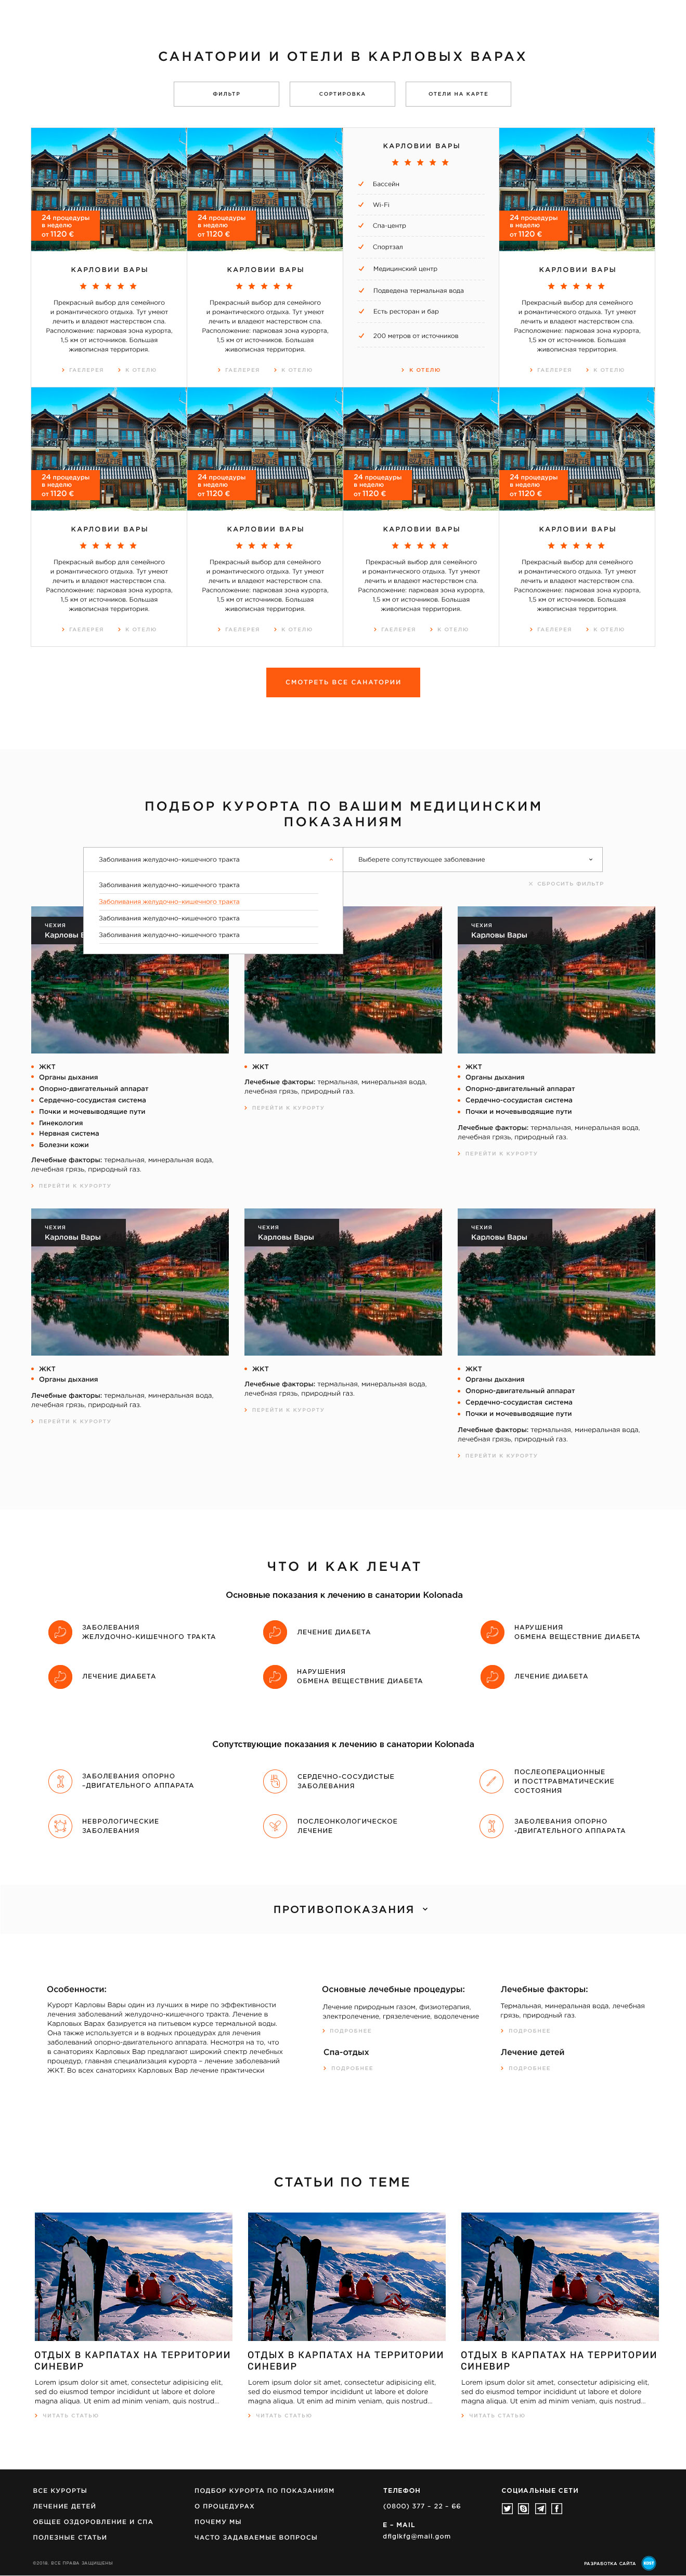 САНАТОРИИ И ОТЕЛИ В КАРЛОВЫХ ВАРАХ
ФИЛЬТР
СОРТИРОВКА
ОТЕЛИ НА КАРТЕ
24 процедуры
в неделю
от 1120 €
КАРЛОВИИ ВАРЫ
Прекрасный выбор для семейного
и романтического отдыха. Тут умеют
лечить и владеют мастерством спа.
Расположение: парковая зона курорта,
1,5 км от источников. Большая
живописная территория.
ГАЕЛЕРЕЯ
К ОТЕЛЮ
24 процедуры
в неделю
от 1120 €
КАРЛОВИИ ВАРЫ
Прекрасный выбор для семейного
и романтического отдыха. Тут умеют
лечить и владеют мастерством спа.
Расположение: парковая зона курорта,
1,5 км от источников. Большая
живописная территория.
ГАЕЛЕРЕЯ
К ОТЕЛЮ
КАРЛОВИИ ВАРЫ
Бассейн
Wi-Fi
Спа-центр
Спортзал
Медицинский центр
Подведена термальная вода
Есть ресторан и бар
200 метров от источников
К ОТЕЛЮ
24 процедуры
в неделю
от 1120 €
КАРЛОВИИ ВАРЫ
Прекрасный выбор для семейного
и романтического отдыха. Тут умеют
лечить и владеют мастерством спа.
Расположение: парковая зона курорта,
1,5 км от источников. Большая
живописная территория.
ГАЕЛЕРЕЯ
К ОТЕЛЮ
24 процедуры
в неделю
от 1120 €
КАРЛОВИИ ВАРЫ
Прекрасный выбор для семейного
и романтического отдыха. Тут умеют
лечить и владеют мастерством спа.
Расположение: парковая зона курорта,
1,5 км от источников. Большая
живописная территория.
ГАЕЛЕРЕЯ
К ОТЕЛЮ
24 процедуры
в неделю
от 1120 €
КАРЛОВИИ ВАРЫ
Прекрасный выбор для семейного
и романтического отдыха. Тут умеют
лечить и владеют мастерством спа.
Расположение: парковая зона курорта,
1,5 км от источников. Большая
живописная территория.
ГАЕЛЕРЕЯ
К ОТЕЛЮ
24 процедуры
в неделю
от 1120 €
КАРЛОВИИ ВАРЫ
Прекрасный выбор для семейного
и романтического отдыха. Тут умеют
лечить и владеют мастерством спа.
Расположение: парковая зона курорта,
1,5 км от источников. Большая
живописная территория.
ГАЕЛЕРЕЯ
К ОТЕЛЮ
24 процедуры
в неделю
от 1120 €
КАРЛОВИИ ВАРЫ
Прекрасный выбор для семейного
и романтического отдыха. Тут умеют
лечить и владеют мастерством спа.
Расположение: парковая зона курорта,
1,5 км от источников. Большая
живописная территория.
ГАЕЛЕРЕЯ
К ОТЕЛЮ
СМОТРЕТЬ ВСЕ САНАТОРИИ
ПОДБОР КУРОРТА ПО ВАШИМ МЕДИЦИНСКИМ
ПОКАЗАНИЯМ
Заболивания желудочно-кишечного тракта
Выберете сопутствующее заболевание
Заболивания желудочно-кишечного тракта
Заболивания желудочно-кишечного тракта
Заболивания желудочно-кишечного тракта
Заболивания желудочно-кишечного тракта
СБРОСИТЬ ФИЛЬТР
ЧЕХИЯ
Карловы
ЖКТ
Органы дыхания
Опорно-двигательный аппарат
Сердечно-сосудистая система
Почки и мочевыводящие пути
Гинекология
Нервная система
Болезни кожи
Лечебные факторы: термальная, минеральная вода,
лечебная грязь, природный газ.
ПЕРЕЙТИ К КУРОРТУ
ЖКТ
Лечебные факторы: термальная, минеральная вода,
лечебная грязь, природный газ.
ПЕРЕЙТИ К КУРОРТУ
ЧЕХИЯ
Карловы Вары
ЖКТ
Органы дыхания
Опорно-двигательный аппарат
Сердечно-сосудистая система
Почки и мочевыводящие пути
Лечебные факторы: термальная, минеральная вода,
лечебная грязь, природный газ.
ПЕРЕЙТИ К КУРОРТУ
ЧЕХИЯ
Карловы Вары
ЖКТ
Органы дыхания
Лечебные факторы: термальная, минеральная вода,
лечебная грязь, природный газ.
ПЕРЕЙТИ К КУРОРТУ
ЧЕХИЯ
Карловы Вары
ЖКТ
Лечебные факторы: термальная, минеральная вода,
лечебная грязь, природный газ.
ПЕРЕЙТИ К КУРОРТУ
ЧЕХИЯ
Карловы Вары
ЖКТ
Органы дыхания
Опорно-двигательный аппарат
Сердечно-сосудистая система
Почки и мочевыводящие пути
Лечебные факторы: термальная, минеральная вода,
лечебная грязь, природный газ.
ПЕРЕЙТИ К КУРОРТУ
ЧТО И КАК ЛЕЧАТ
Основные показания к лечению в санатории Kolonada
ЗАБОЛЕВАНИЯ
ЖЕЛУДОЧНО-КИШЕЧНОГО ТРАКТА
ЛЕЧЕНИЕ ДИАБЕТА
НАРУШЕНИЯ
ОБМЕНА ВЕЩЕСТВНИЕ ДИАБЕТА
ЛЕЧЕНИЕ ДИАБЕТА
НАРУШЕНИЯ
ОБМЕНА ВЕЩЕСТВНИЕ ДИАБЕТА
ЛЕЧЕНИЕ ДИАБЕТА
Сопутствующие показания к лечению в санатории Kolonada
ЗАБОЛЕВАНИЯ ОПОРНО
-ДВИГАТЕЛЬНОГО АППАРАТА
СЕРДЕЧНО-СОСУДИСТЫЕ
ЗАБОЛЕВАНИЯ
ПОСЛЕОПЕРАЦИОННЫЕ
И ПОСТТРАВМАТИЧЕСКИЕ
СОСТОЯНИЯ
НЕВРОЛОГИЧЕСКИЕ
ЗАБОЛЕВАНИЯ
ПОСЛЕОНКОЛОГИЧЕСКОЕ
ЛЕЧЕНИЕ
ЗАБОЛЕВАНИЯ ОПОРНО
-ДВИГАТЕЛЬНОГО АППАРАТА
ПРОТИВОПОКАЗАНИЯ
Особенности:
Курорт Карловы Вары один из лучших в мире по эффективности
лечения заболеваний желудочно-кишечного тракта. Лечение в
Карловых Варах базируется на питьевом курсе термальной воды.
Она также используется и в водных процедурах для лечения
заболеваний опорно-двигательного аппарата. Несмотря на то, что
в санаториях Карловых Вар предлагают широкий спектр лечебных
процедур, главная специализация курорта – лечение заболеваний
ЖКТ. Во всех санаториях Карловых Вар лечение практически
Основные лечебные процедуры:
Лечение природным газом, физиотерапия,
электролечение, грязелечение, водолечение
ПОДРОБНЕЕ
Спа-отдых
ПОДРОБНЕЕ
Лечебные факторы:
Термальная, минеральная вода, лечебная
грязь, природный газ.
ПОДРОБНЕЕ
Лечение детей
ПОДРОБНЕЕ
СТАТЬИ ПО ТЕМЕ
ОТДЫХ В КАРПАТАХ НА ТЕРРИТОРИИ
СИНЕВИР
Lorem ipsum dolor sit amet, consectetur adipisicing elit,
sed do eiusmod tempor incididunt ut labore et dolore
magna aliqua. Ut enim ad minim veniam, quis nostrud...
ЧИТАТЬ СТАТЬЮ
ОТДЫХ В КАРПАТАХ НА ТЕРРИТОРИИ
СИНЕВИР
Lorem ipsum dolor sit amet, consectetur adipisicing elit,
sed do eiusmod tempor incididunt ut labore et dolore
magna aliqua. Ut enim ad minim veniam, quis nostrud...
ЧИТАТЬ СТАТЬЮ
ОТДЫХ В КАРПАТАХ НА ТЕРРИТОРИИ
СИНЕВИР
Lorem ipsum dolor sit amet, consectetur adipisicing elit,
sed do eiusmod tempor incididunt ut labore et dolore
magna aliqua. Ut enim ad minim veniam, quis nostrud...
ЧИТАТЬ СТАТЬЮ
ВСЕ КУРОРТЫ
ЛЕЧЕНИЕ ДЕТЕЙ
ОБЩЕЕ ОЗДОРОВЛЕНИЕ И СПА
ПОЛЕЗНЫЕ СТАТЬИ
ПОДБОР КУРОРТА ПО ПОКАЗАНИЯМ
О ПРОЦЕДУРАХ
ПОЧЕМУ МЫ
ЧАСТО ЗАДАВАЕМЫЕ ВОПРОСЫ
ТЕЛЕФОН
(0800) 377 – 22 – 66
E – MAIL
dflglkfg@mail.gom
СОЦИАЛЬНЫЕ СЕТИ
©2018. ВСЕ ПРАВА ЗАЩИЩЕНЫ
РАЗРАБОТКА САЙТА